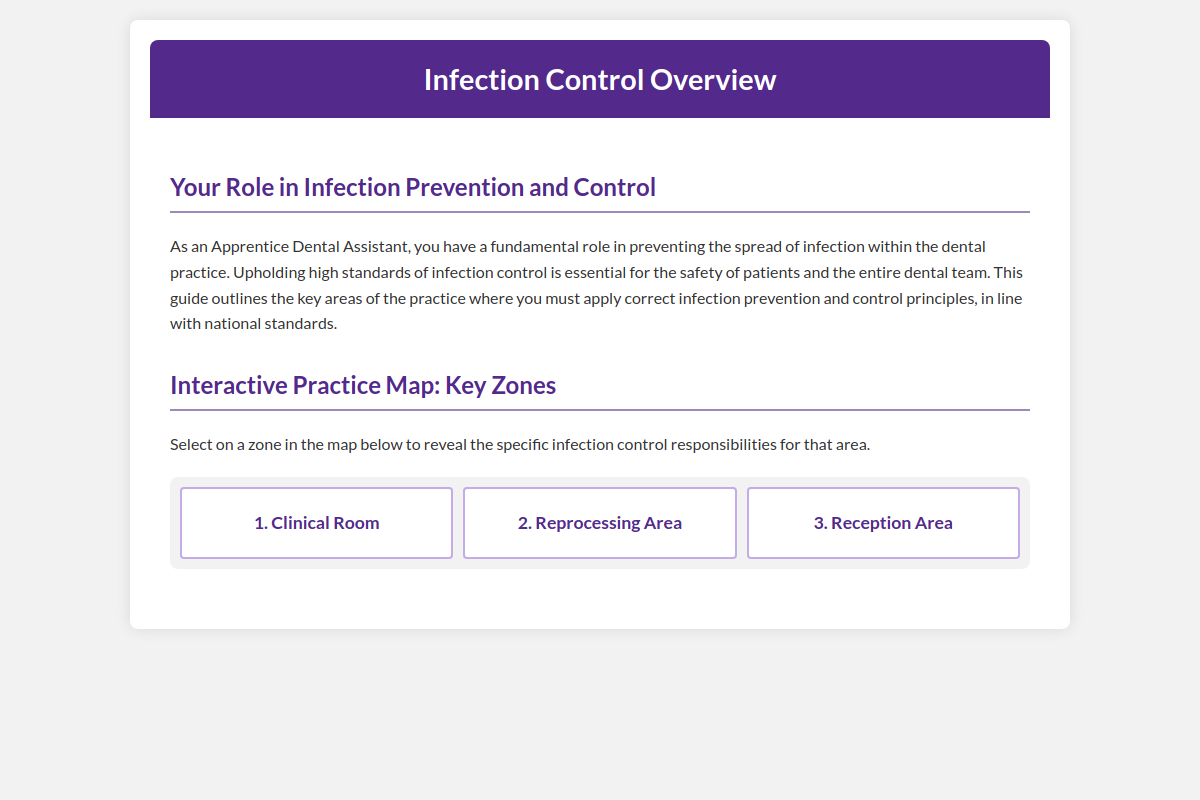 Infection Control Overview
Your Role in Infection Prevention and Control
As an Apprentice Dental Assistant, you have a fundamental role in preventing the spread of infection within the dental
practice. Upholding high standards of infection control is essential for the safety of patients and the entire dental team. This
guide outlines the key areas of the practice where you must apply correct infection prevention and control principles, in line
with national standards.
Interactive Practice Map: Key Zones
Select on a zone in the map below to reveal the specific infection control responsibilities for that area.
1. Clinical Room
2. Reprocessing Area
3. Reception Area